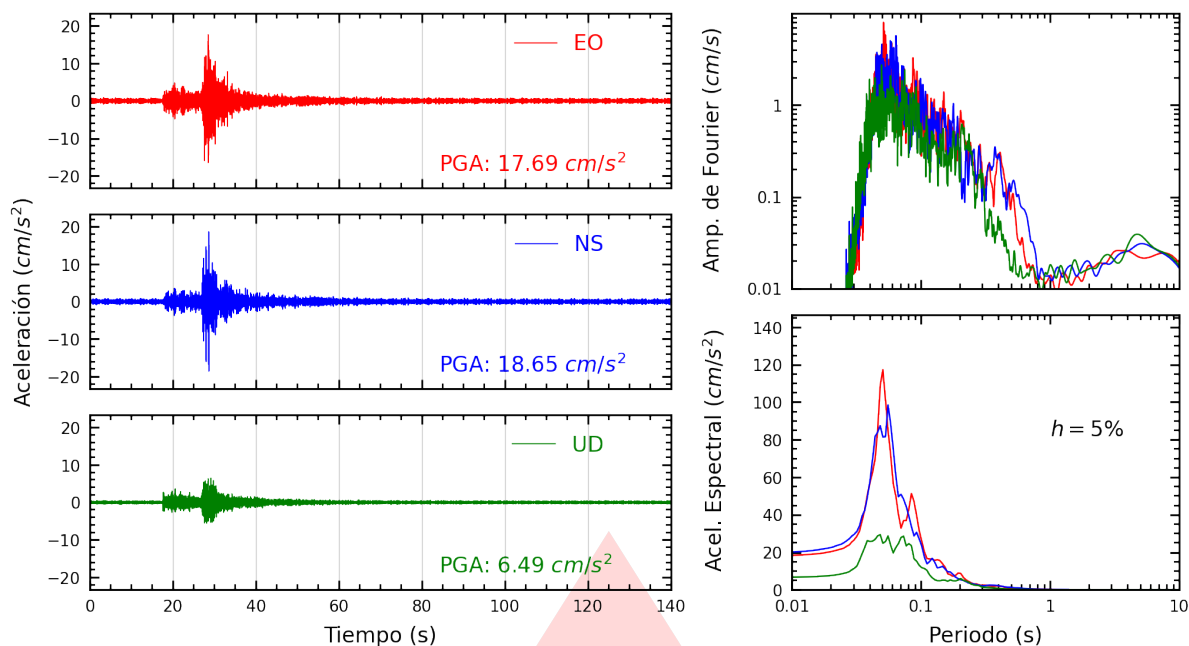 Aceleración (cm/s²)
20
10
0
−10
−20
EO
PGA: 17.69 cm/s²
20
10
0
−10
−20
NS
PGA: 18.65 cm/s²
20
10
0
−10
−20
UD
PGA: 6.49 cm/s²
0 20 40 60 80 100 120 140
Tiempo (s)
Amp. de Fourier (cm/s)
1
0.1
0.01
Acel. Espectral (cm/s²)
140
120
100
80
60
40
20
0
h = 5%
0.01 0.1 1 10
Periodo (s)